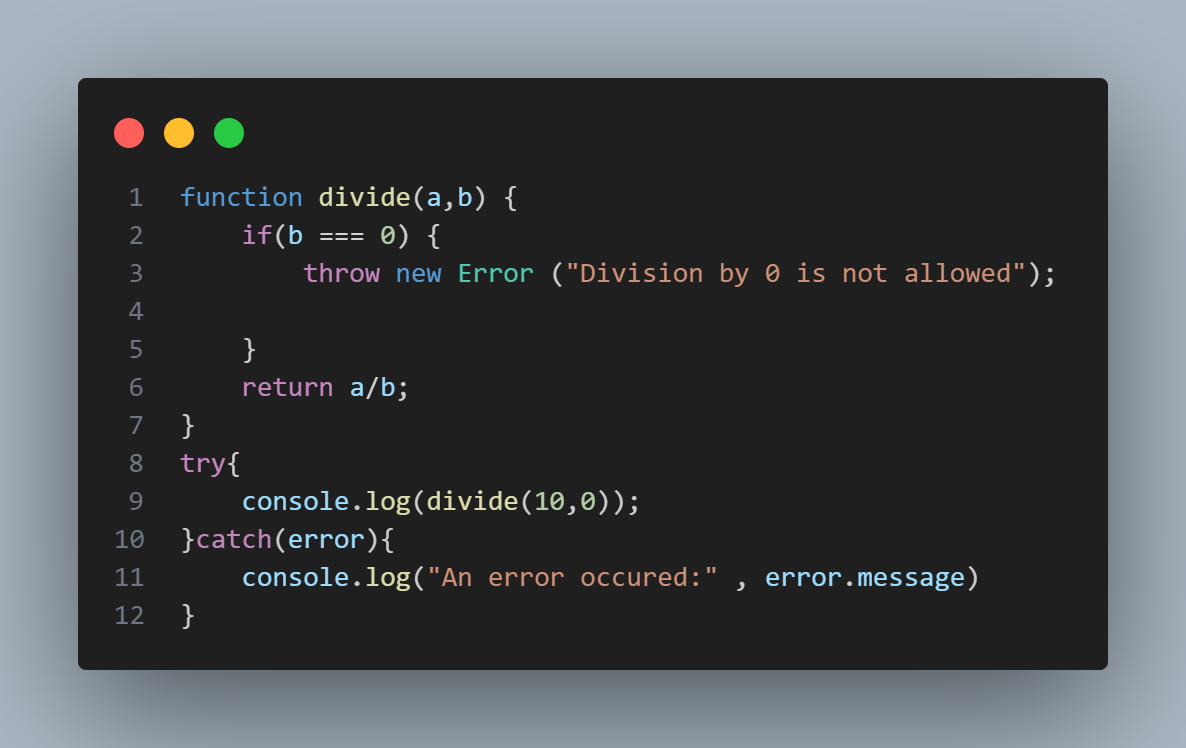 1 function divide(a,b) {
2     if(b === 0) {
3         throw new Error ("Division by 0 is not allowed");
4
5     }
6     return a/b;
7 }
8 try{
9     console.log(divide(10,0));
10 }catch(error){
11     console.log("An error occured:" , error.message)
12 }